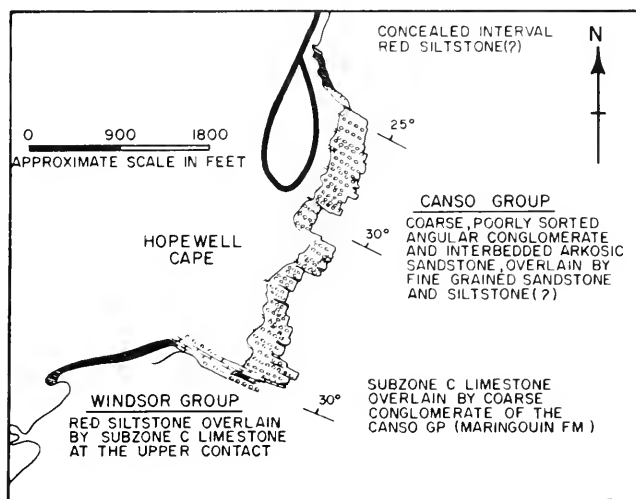 CONCEALED INTERVAL
RED SILTSTONE(?)
N
0 900 1800
APPROXIMATE SCALE IN FEET
25°
CANSO GROUP
COARSE, POORLY SORTED
ANGULAR CONGLOMERATE
AND INTERBEDDED ARKOSIC
SANDSTONE, OVERLAIN BY
FINE GRAINED SANDSTONE
AND SILTSTONE(?)
30°
HOPEWELL
CAPE
WINDSOR GROUP
RED SILTSTONE OVERLAIN
BY SUBZONE C LIMESTONE
AT THE UPPER CONTACT
30°
SUBZONE C LIMESTONE
OVERLAIN BY COARSE
CONGLOMERATE OF THE
CANSO GP (MARINGOUIN FM)